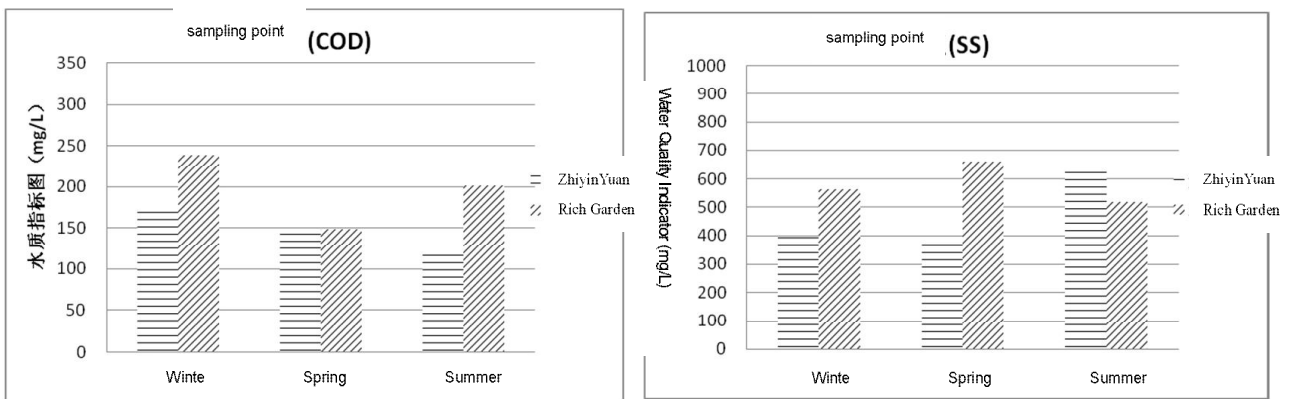 sampling point
(COD)
水质指标图（mg/L）
350
300
250
200
150
100
50
0
Winte
Spring
Summer
ZhiyinYuan
Rich Garden
sampling point
(SS)
Water Quality Indicator (mg/L)
1000
900
800
700
600
500
400
300
200
100
0
Winte
Spring
Summer
ZhiyinYuan
Rich Garden